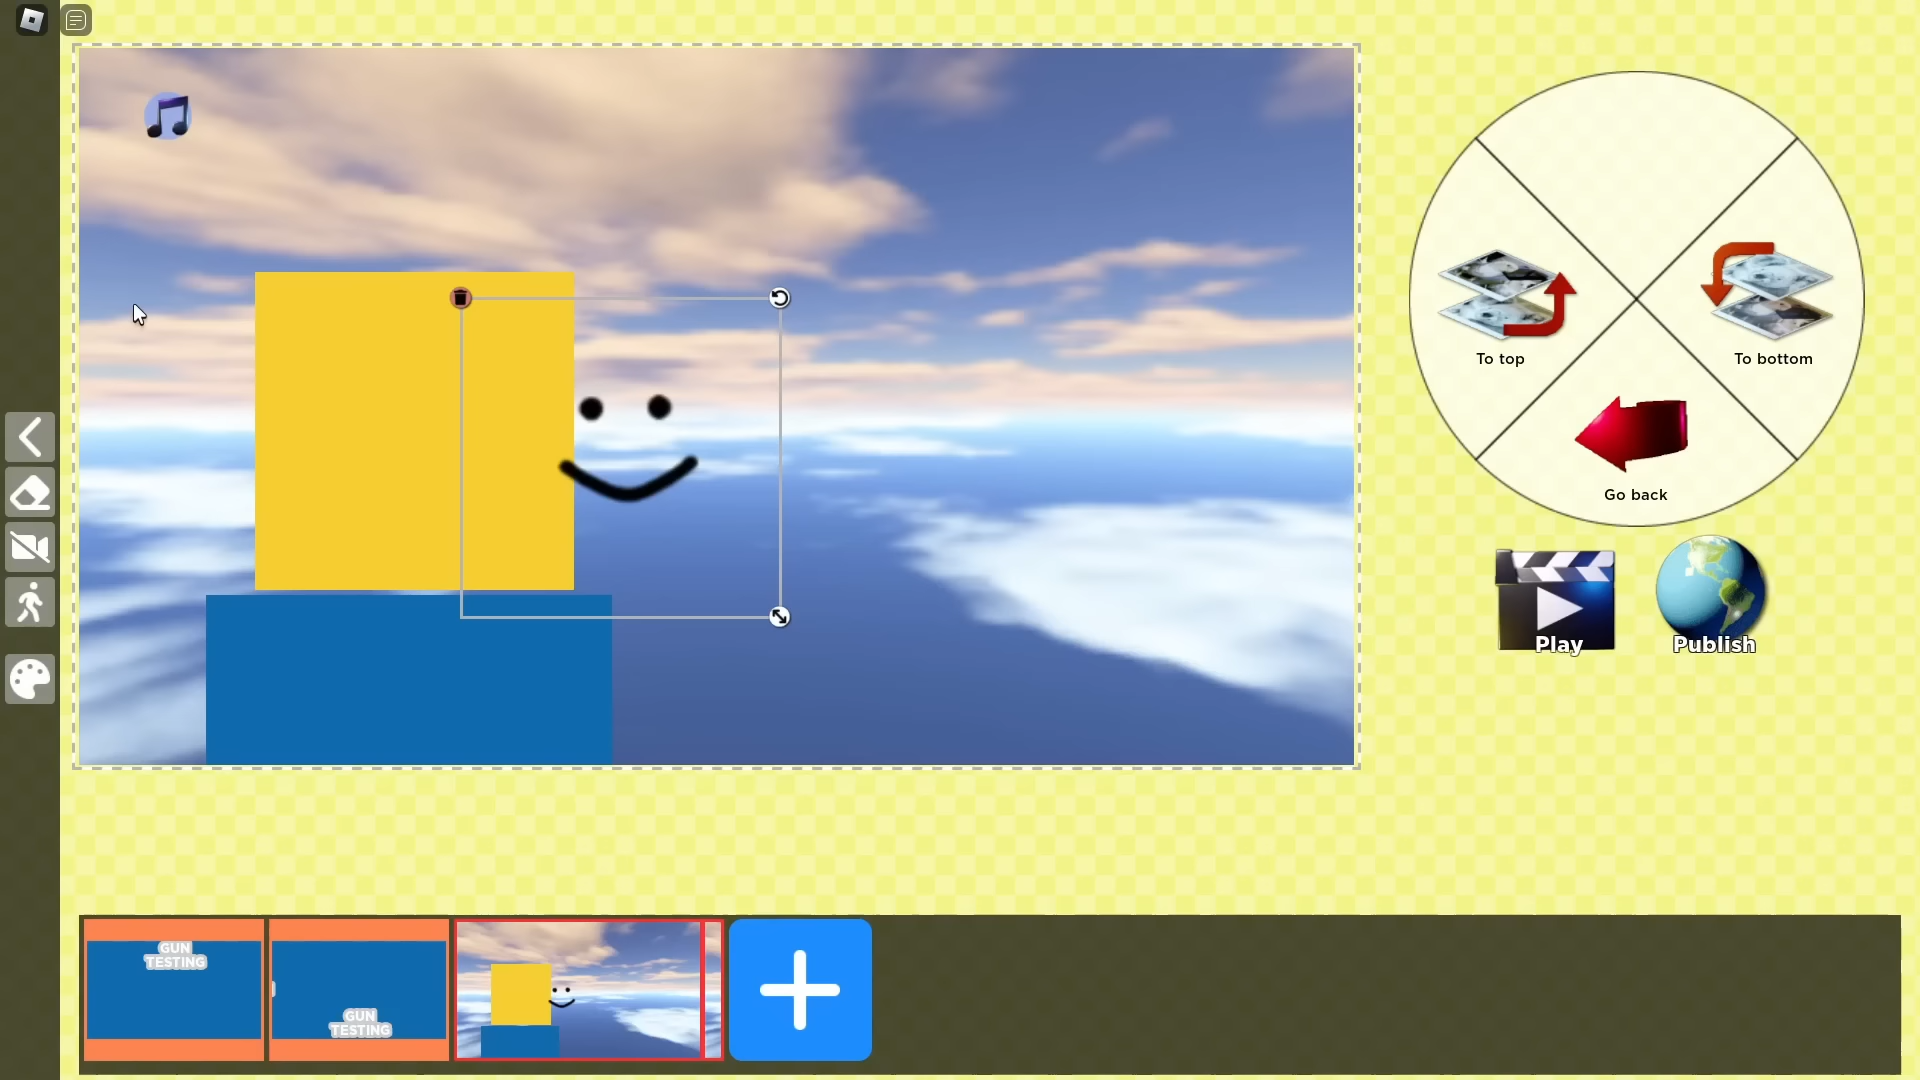 To top
To bottom
Go back
Play
Publish
GUN
TESTING
GUN
TESTING